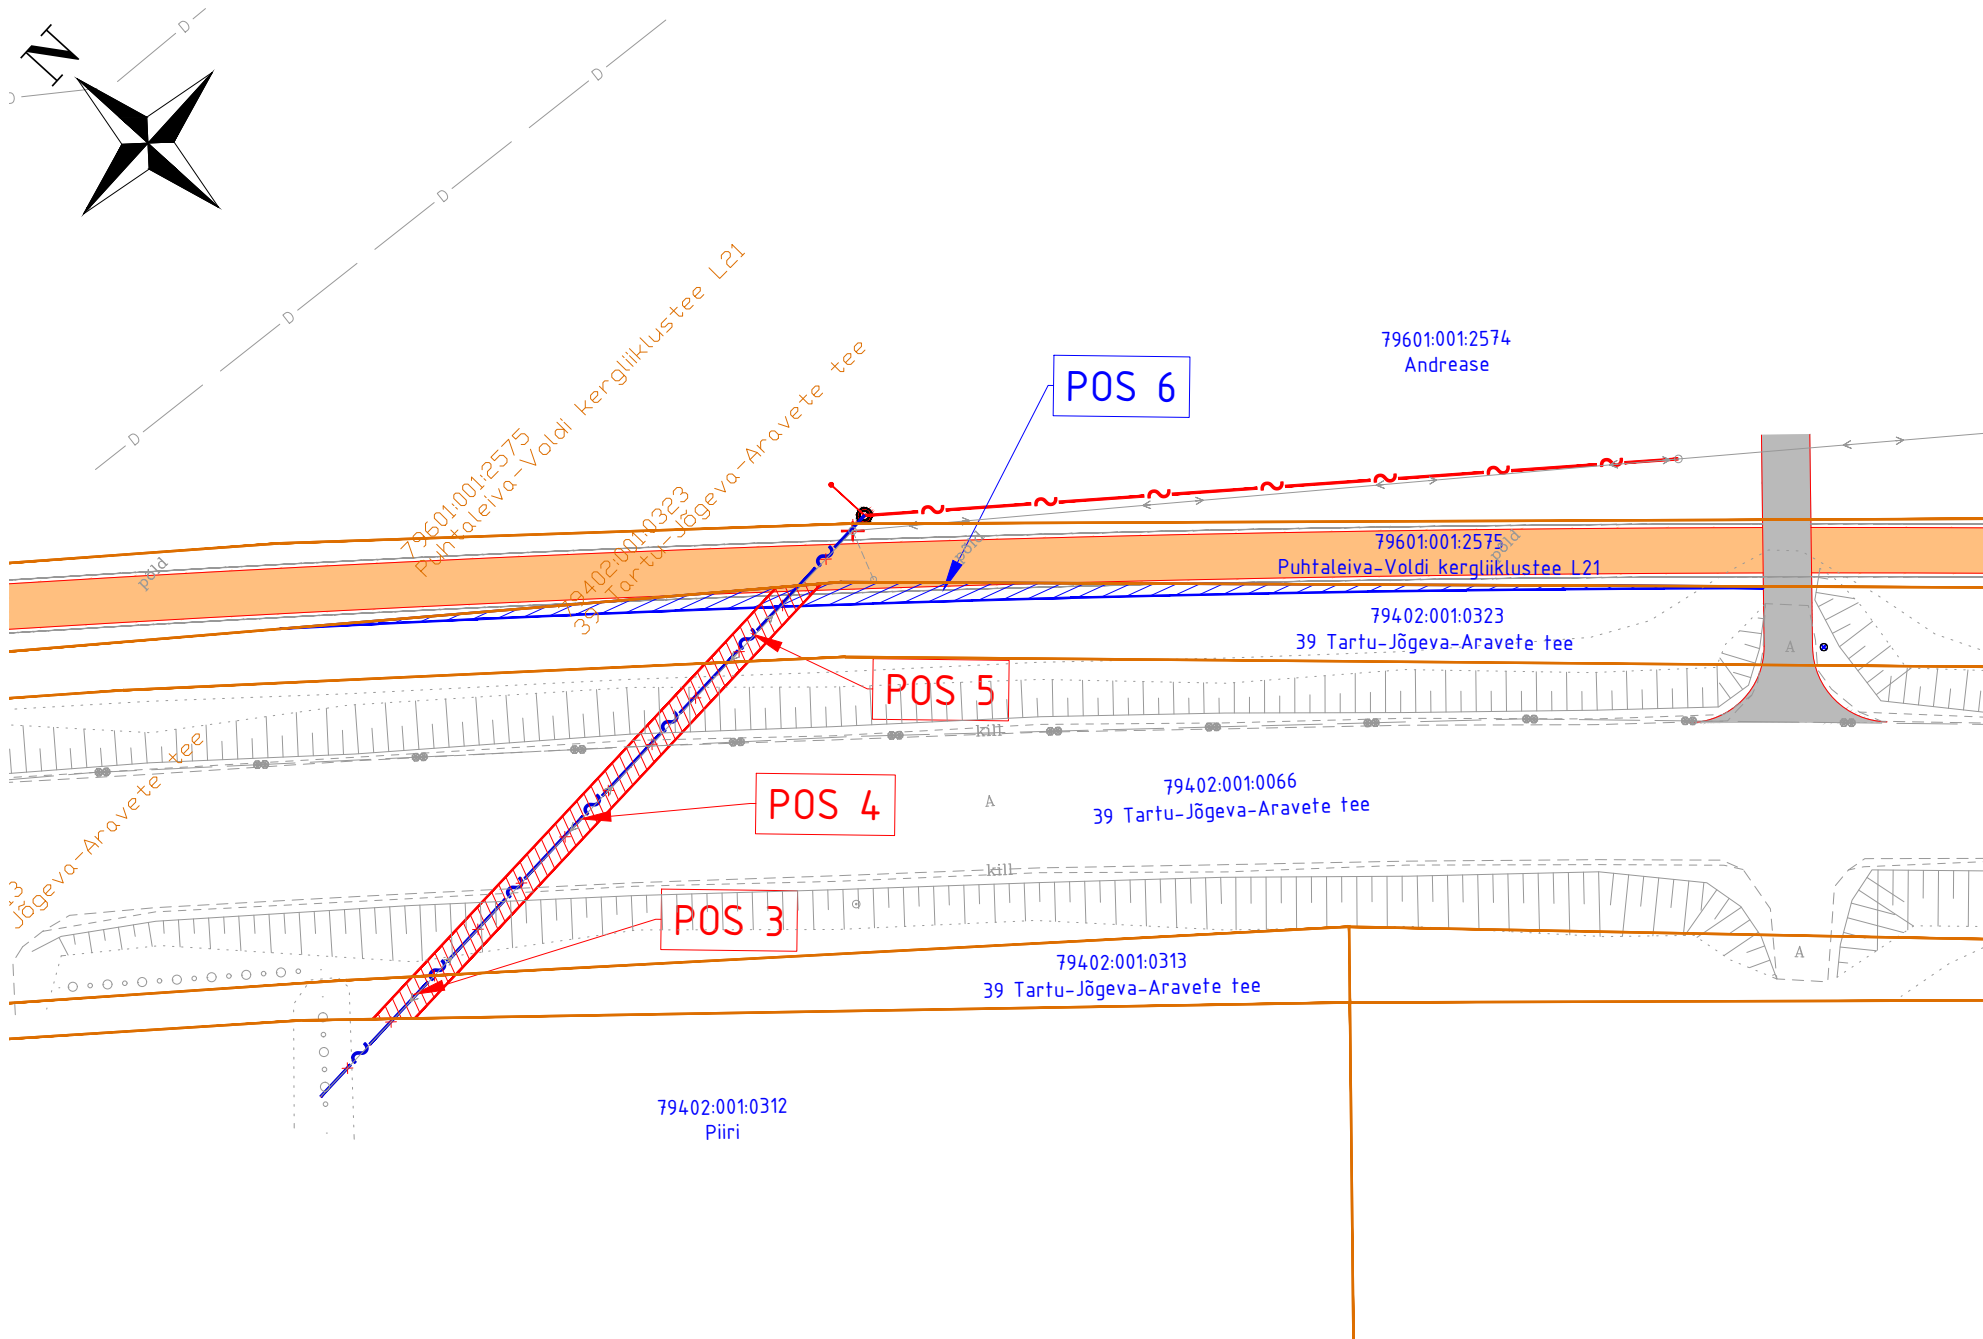 N
D
D
D
D
D
D
79601:001:2575
Puhtaleiva-Voldi kergliiklustee L21
79402:001:0323
39 Tartu-Jõgeva-Aravete tee
79601:001:2574
Andrease
POS 6
põld
põld
põld
79601:001:2575
Puhtaleiva-Voldi kergliiklustee L21
79402:001:0323
39 Tartu-Jõgeva-Aravete tee
A
POS 5
kill
POS 4
79402:001:0066
39 Tartu-Jõgeva-Aravete tee
A
3
Jõgeva-Aravete tee
kill
POS 3
A
79402:001:0313
39 Tartu-Jõgeva-Aravete tee
79402:001:0312
Piiri